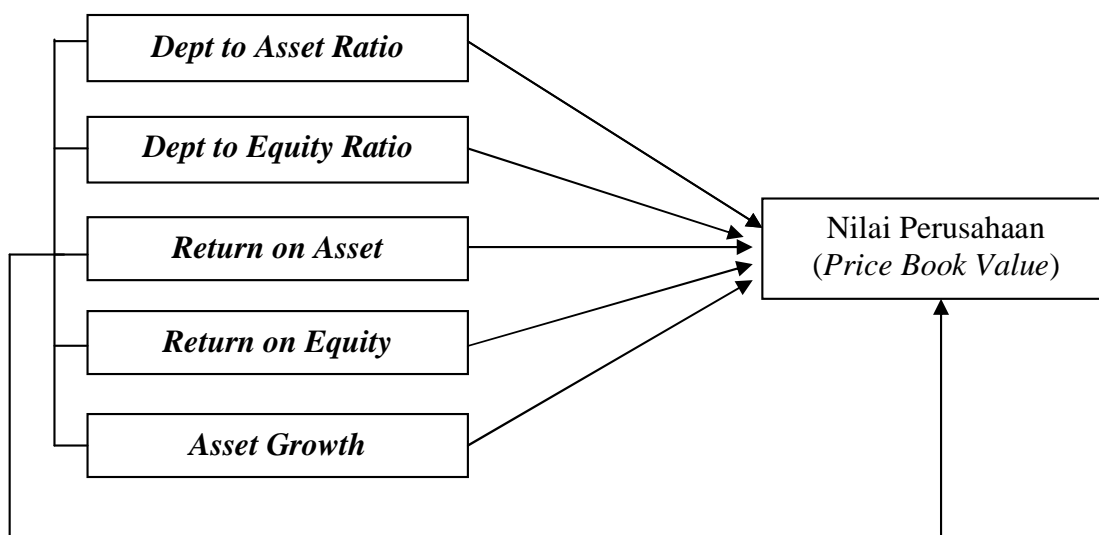 Dept to Asset Ratio
Dept to Equity Ratio
Return on Asset
Return on Equity
Asset Growth
Nilai Perusahaan
(Price Book Value)